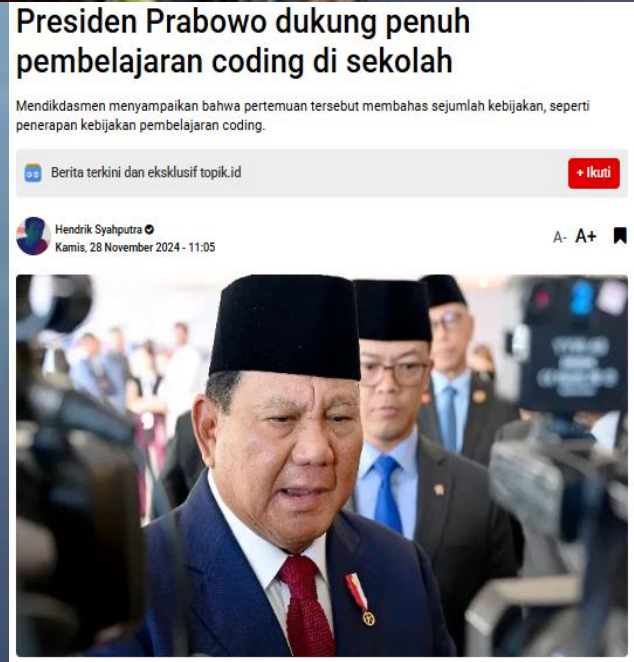 Presiden Prabowo dukung penuh
pembelajaran coding di sekolah
Mendikdasmen menyampaikan bahwa pertemuan tersebut membahas sejumlah kebijakan, seperti
penerapan kebijakan pembelajaran coding.
Berita terkini dan eksklusif topik.id
+ Ikuti
Hendrik Syahputra
Kamis, 28 November 2024 - 11:05
A- A+